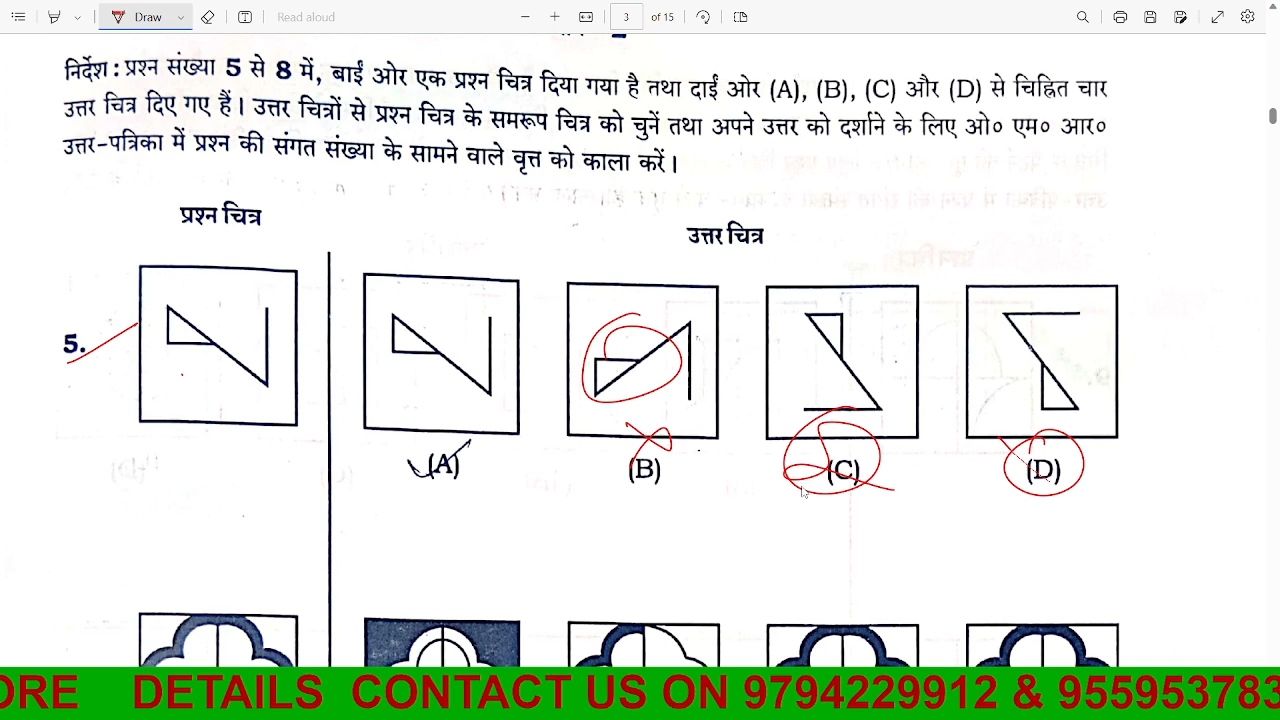 Draw
Read aloud
3
of 15
निर्देश : प्रश्न संख्या 5 से 8 में, बाईं ओर एक प्रश्न चित्र दिया गया है तथा दाईं ओर (A), (B), (C) और (D) से चिह्नित चार
उत्तर चित्र दिए गए हैं। उत्तर चित्रों से प्रश्न चित्र के समरूप चित्र को चुनें तथा अपने उत्तर को दर्शाने के लिए ओ० एम० आर०
उत्तर-पत्रिका में प्रश्न की संगत संख्या के सामने वाले वृत्त को काला करें।
प्रश्न चित्र
उत्तर चित्र
5.
(A)
(B)
(C)
(D)
ORE DETAILS CONTACT US ON 9794229912 & 955953783